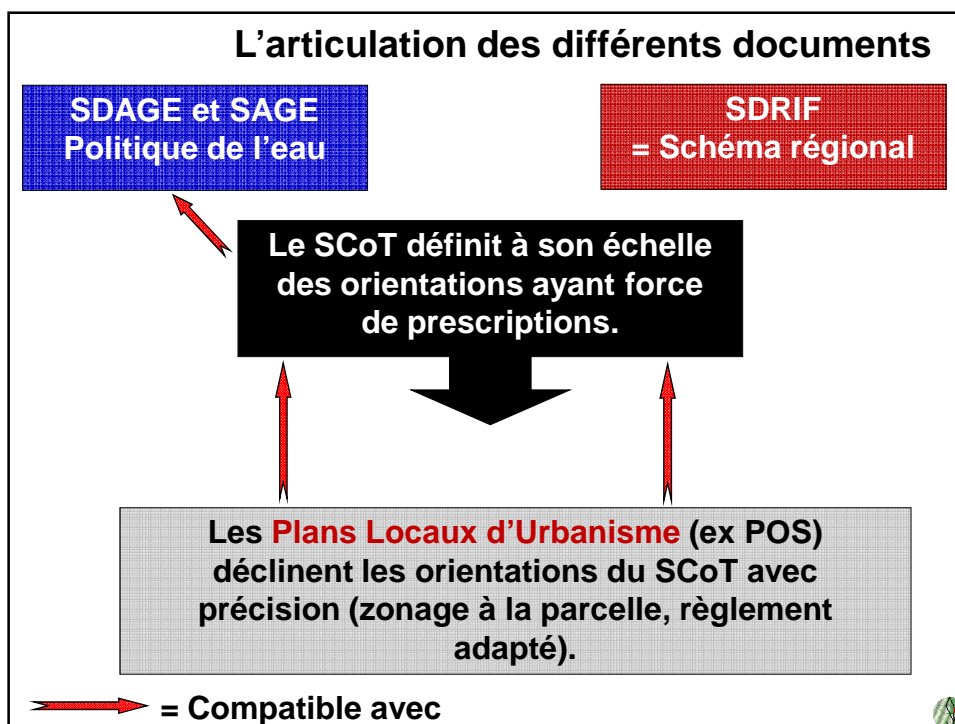 L’articulation des différents documents
SDAGE et SAGE
Politique de l’eau
SDRIF
= Schéma régional
Le SCoT définit à son échelle
des orientations ayant force
de prescriptions.
Les Plans Locaux d’Urbanisme (ex POS)
déclinent les orientations du SCoT avec
précision (zonage à la parcelle, règlement
adapté).
= Compatible avec